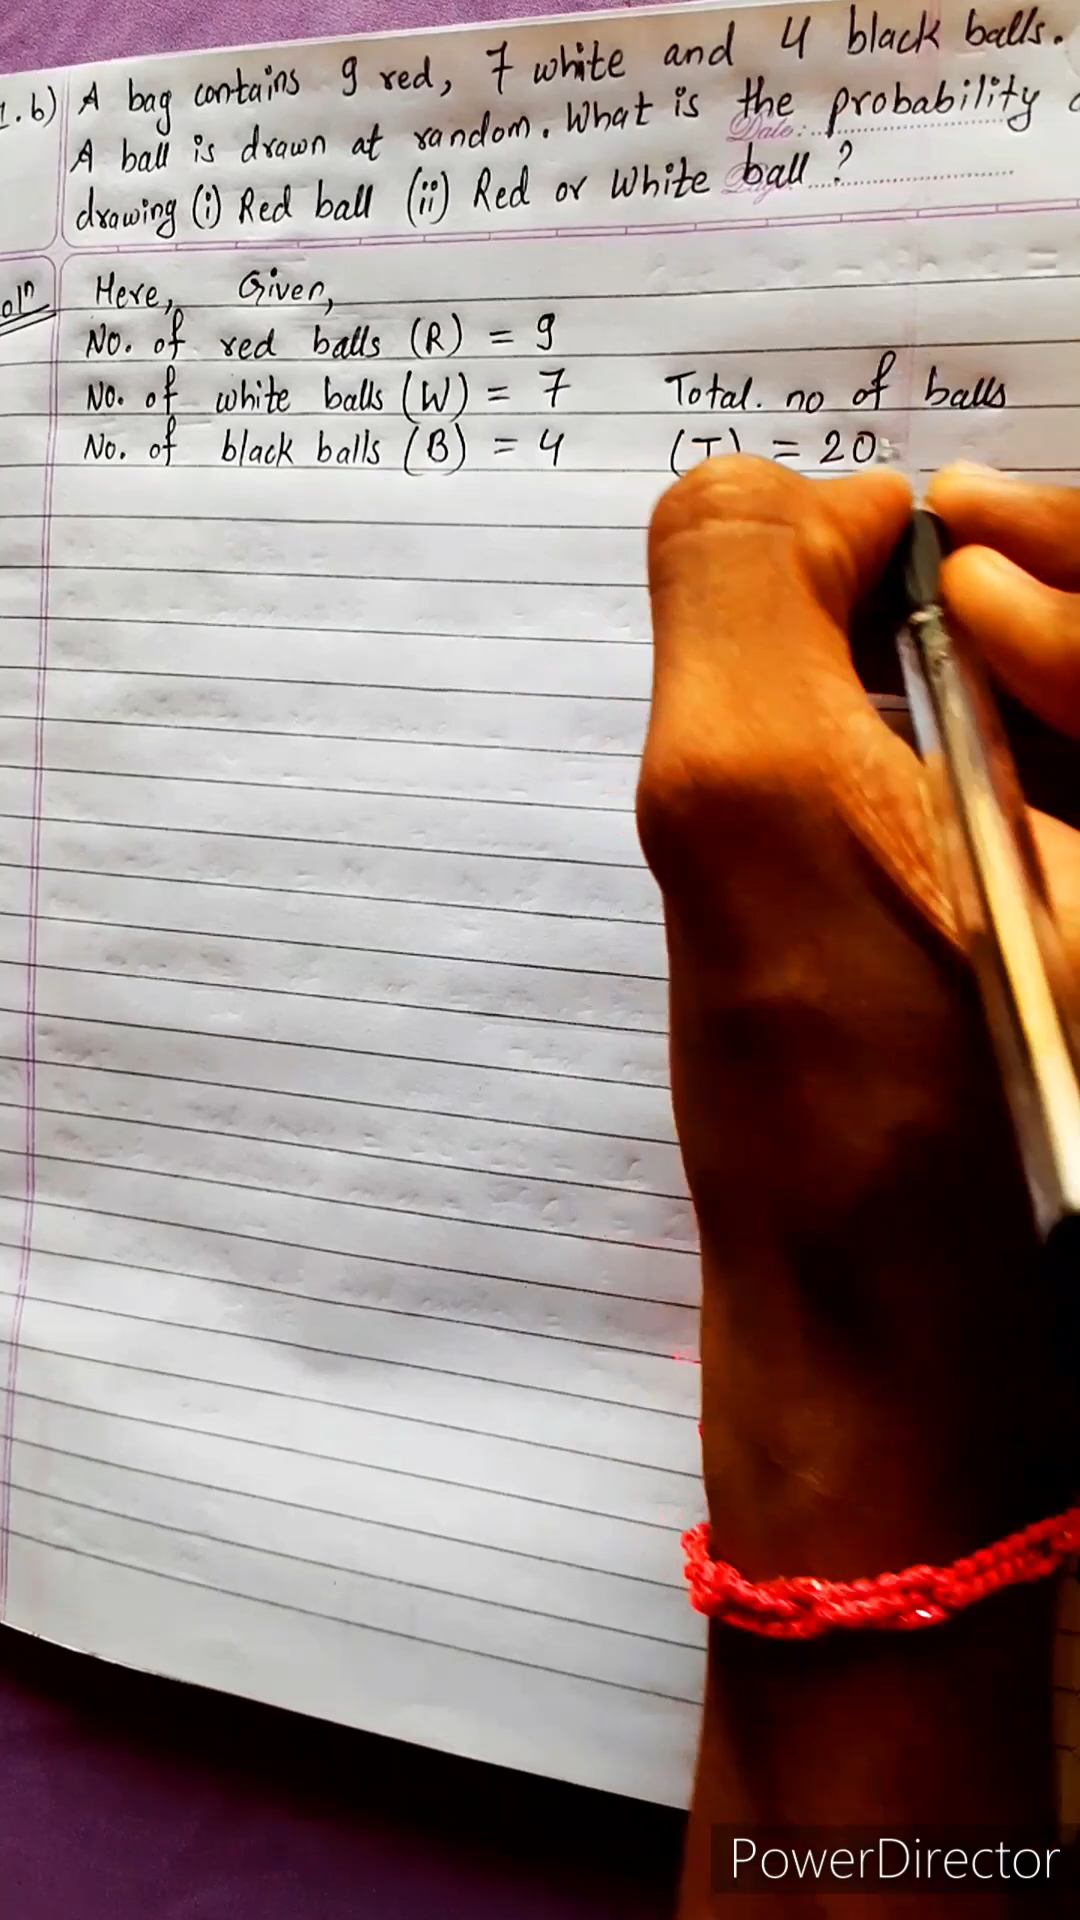 1.b) A bag contains 9 red, 7 white and 4 black balls.
A ball is drawn at random. What is the probability
Date:
drawing (i) Red ball (ii) Red or White ball ?
Here, Given,
No. of red balls (R) = 9
No. of white balls (W) = 7 Total. no of balls
No. of black balls (B) = 4 (T) = 20
PowerDirector